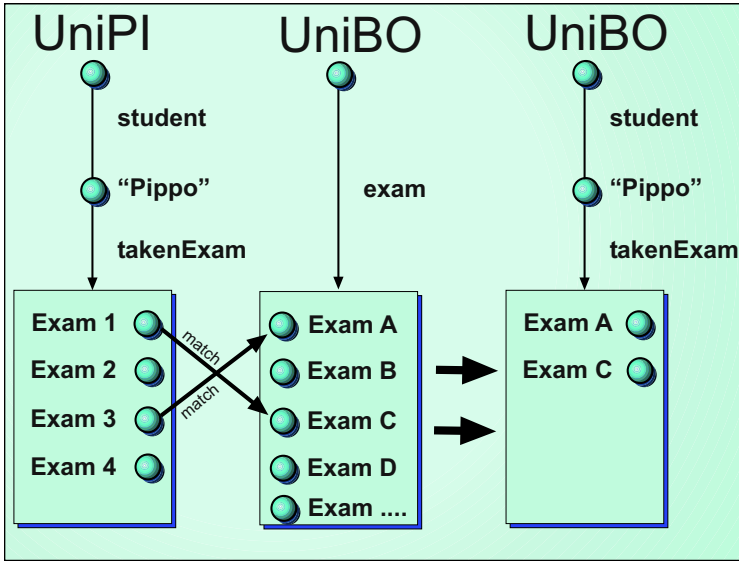 UniPI
student
“Pippo”
takenExam
Exam 1
Exam 2
Exam 3
Exam 4
match
match
UniBO
exam
Exam A
Exam B
Exam C
Exam D
Exam ....
UniBO
student
“Pippo”
takenExam
Exam A
Exam C